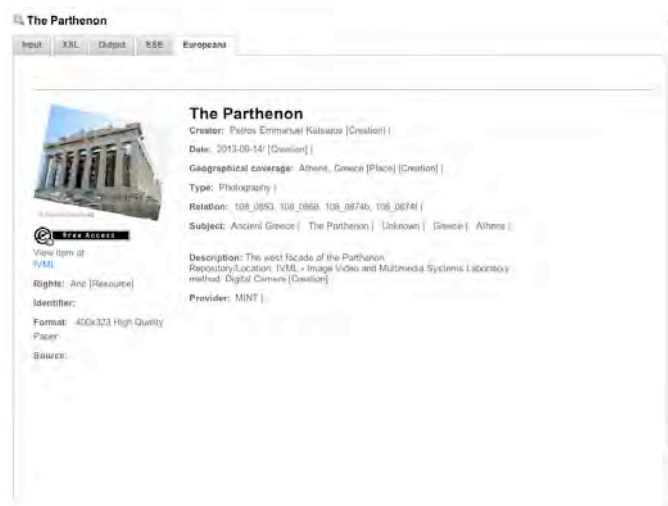 The Parthenon
Input XSL Output ESE Europeana
The Parthenon
Creator: Petros Emmanuel Katseros [Creation] |
Date: 2013-09-14/ [Creation] |
Geographical coverage: Athens, Greece [Place] [Creation] |
Type: Photography |
Relation: 108_0853, 108_0868, 108_0874b, 108_0874f |
Subject: Ancient Greece | The Parthenon | Unknown | Greece | Athens |
Description: The west facade of the Parthenon
Repository/Location: IVML - Image Video and Multimedia Systems Laboratory
method: Digital Camera [Creation]
Provider: MINT |
Free Access
View item at
IVML
Rights: [Resource]
Identifier:
Format: 400x323 High Quality
Paper
Source: